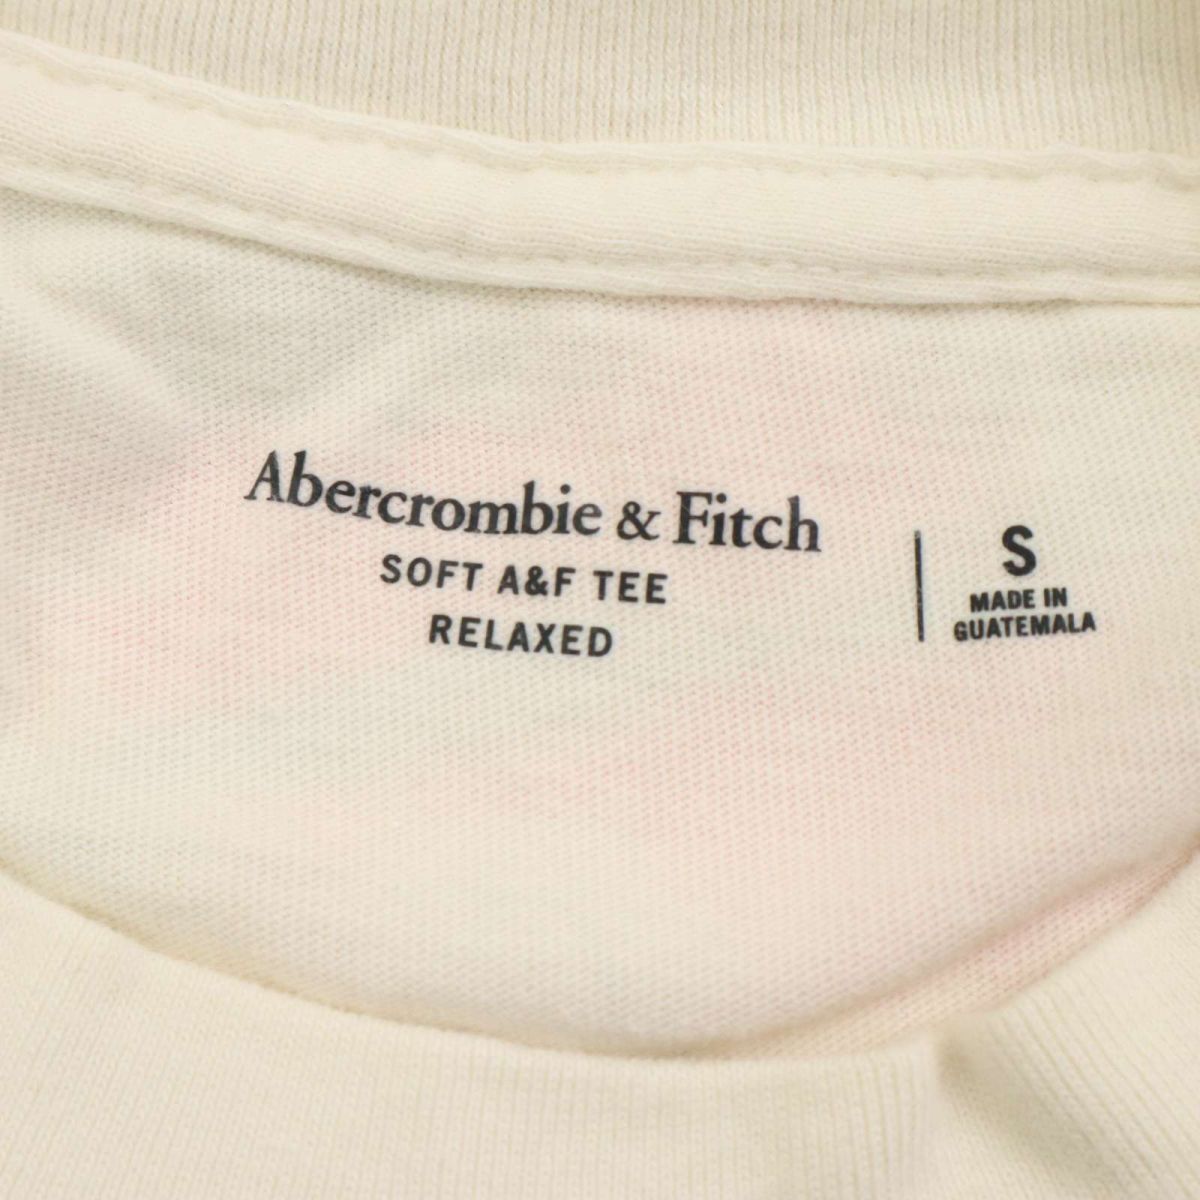 Abercrombie & Fitch
SOFT A&F TEE
RELAXED
S
MADE IN
GUATEMALA